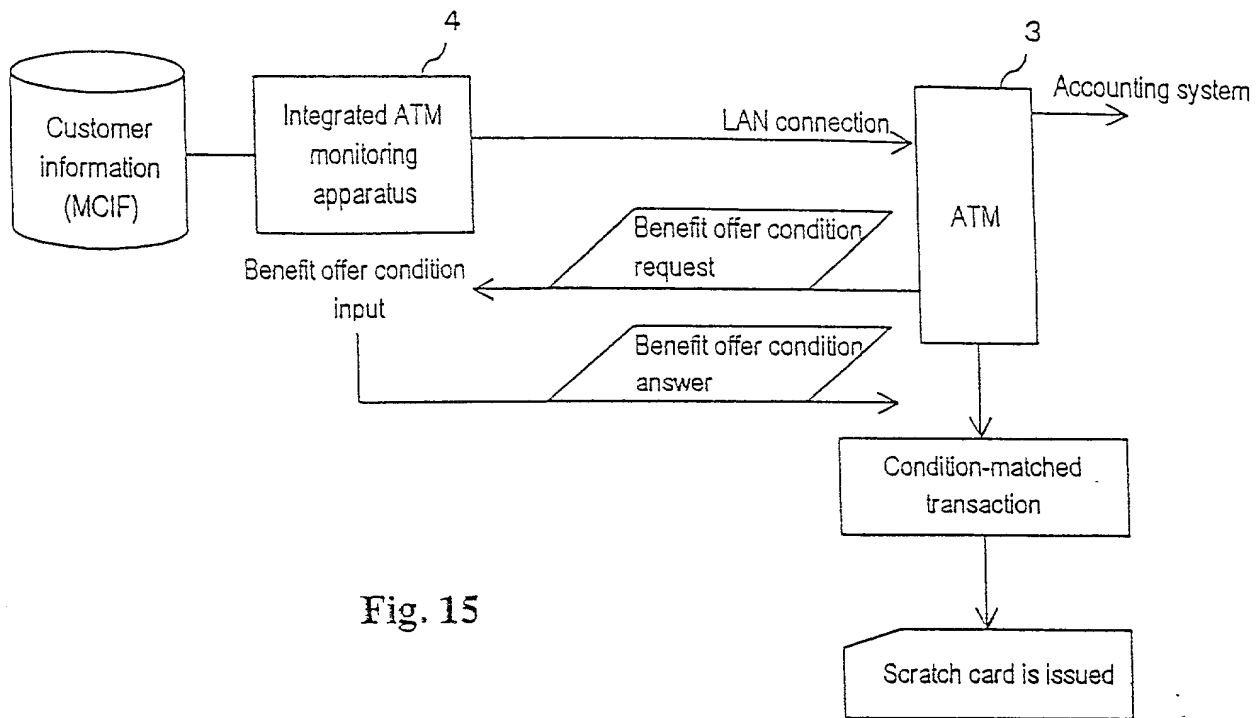 4
3
Customer
information
(MCIF)
Integrated ATM
monitoring
apparatus
LAN connection
Accounting system
ATM
Benefit offer condition
request
Benefit offer condition
input
Benefit offer condition
answer
Condition-matched
transaction
Scratch card is issued
Fig. 15